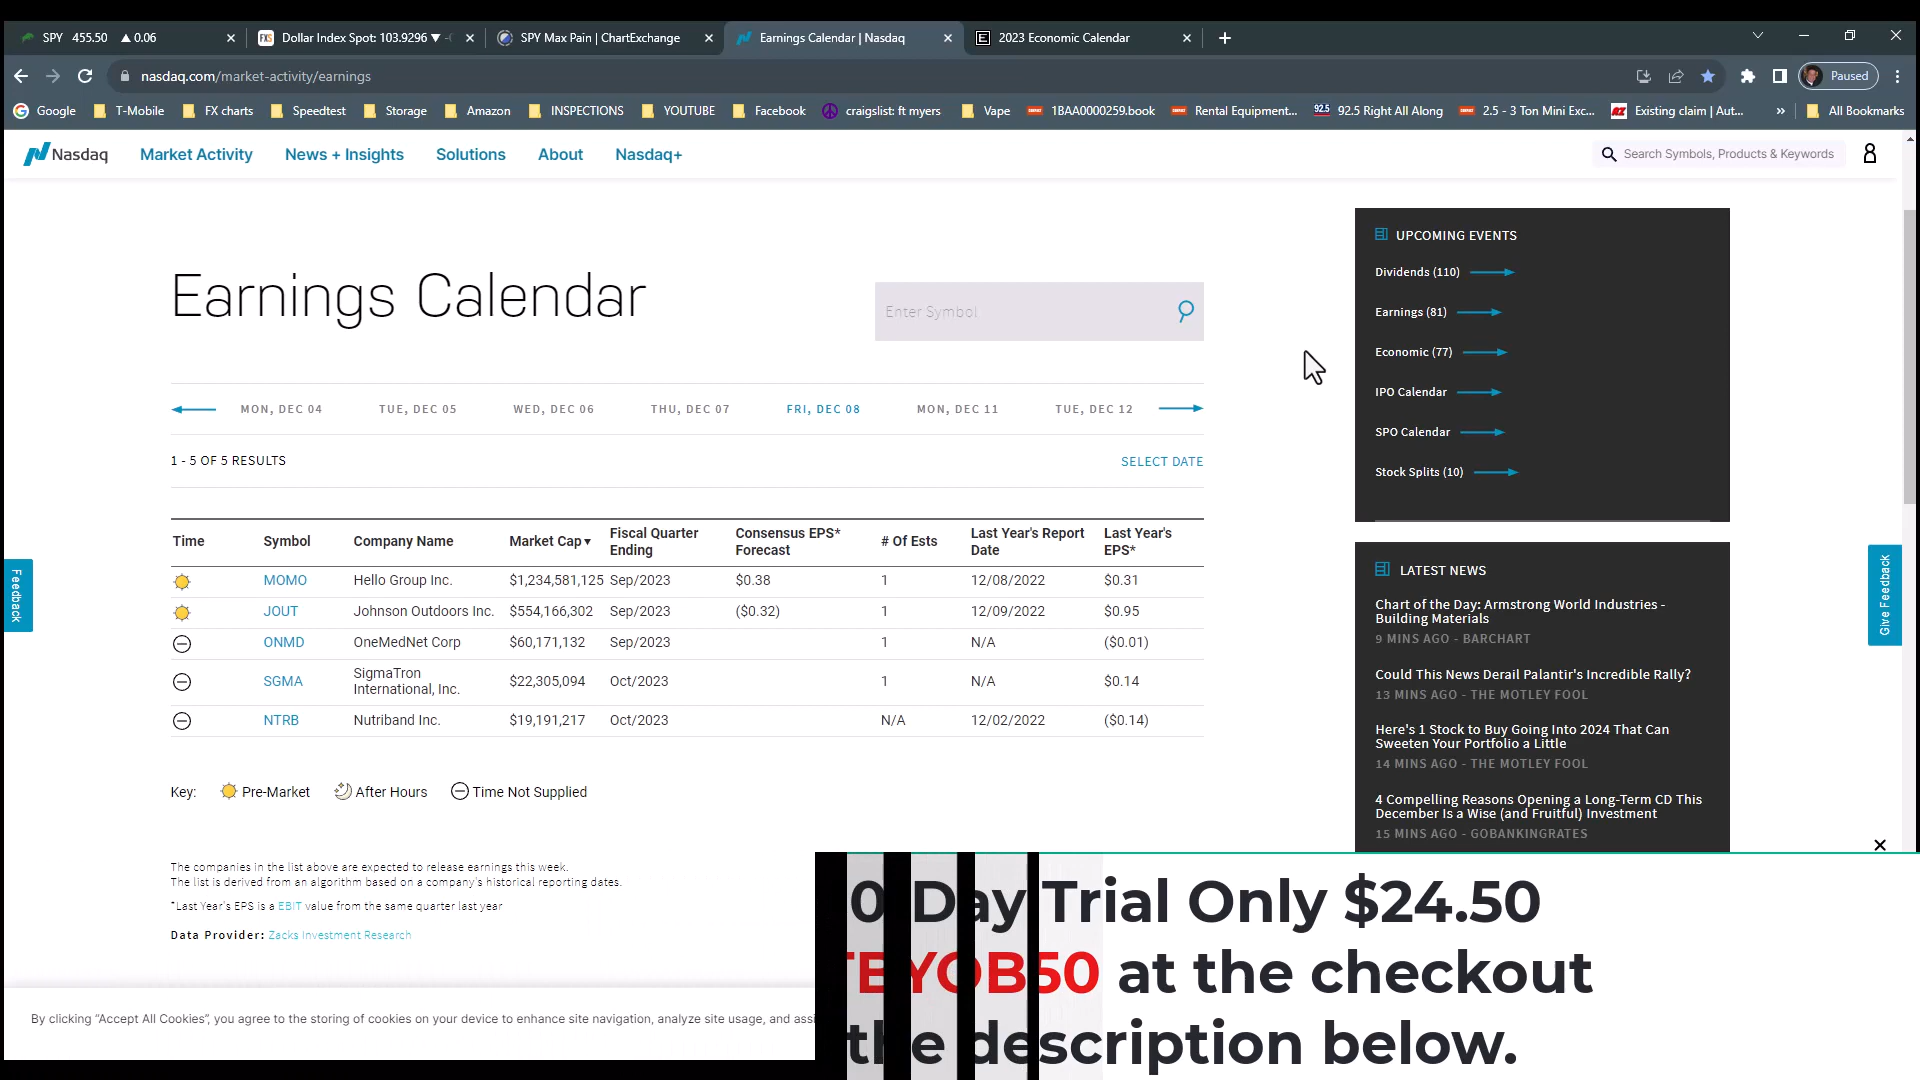 SPY 455.50 ▲ 0.06
Dollar Index Spot: 103.9296 ▼
SPY Max Pain | ChartExchange
Earnings Calendar | Nasdaq
2023 Economic Calendar
nasdaq.com/market-activity/earnings
Paused
Google
T-Mobile
FX charts
Speedtest
Storage
Amazon
INSPECTIONS
YOUTUBE
Facebook
craigslist: ft myers
Vape
1BAA0000259.book
Rental Equipment...
92.5 Right All Along
2.5 - 3 Ton Mini Exc...
Existing claim | Aut...
»
All Bookmarks
Nasdaq
Market Activity
News + Insights
Solutions
About
Nasdaq+
Search Symbols, Products & Keywords
Earnings Calendar
Enter Symbol
MON, DEC 04
TUE, DEC 05
WED, DEC 06
THU, DEC 07
FRI, DEC 08
MON, DEC 11
TUE, DEC 12
1 - 5 OF 5 RESULTS
SELECT DATE
Time Symbol Company Name Market Cap▼ Fiscal Quarter Ending Consensus EPS* Forecast # Of Ests Last Year's Report Date Last Year's EPS*
MOMO Hello Group Inc. $1,234,581,125 Sep/2023 $0.38 1 12/08/2022 $0.31
JOUT Johnson Outdoors Inc. $554,166,302 Sep/2023 ($0.32) 1 12/09/2022 $0.95
ONMD OneMedNet Corp $60,171,132 Sep/2023 1 N/A ($0.01)
SGMA SigmaTron International, Inc. $22,305,094 Oct/2023 1 N/A $0.14
NTRB Nutriband Inc. $19,191,217 Oct/2023 N/A 12/02/2022 ($0.14)
Key: Pre-Market After Hours Time Not Supplied
The companies in the list above are expected to release earnings this week.
The list is derived from an algorithm based on a company's historical reporting dates.
*Last Year's EPS is a EBIT value from the same quarter last year
Data Provider: Zacks Investment Research
By clicking "Accept All Cookies", you agree to the storing of cookies on your device to enhance site navigation, analyze site usage, and assi
Feedback
Give Feedback
UPCOMING EVENTS
Dividends (110)
Earnings (81)
Economic (77)
IPO Calendar
SPO Calendar
Stock Splits (10)
LATEST NEWS
Chart of the Day: Armstrong World Industries -
Building Materials
9 MINS AGO - BARCHART
Could This News Derail Palantir's Incredible Rally?
13 MINS AGO - THE MOTLEY FOOL
Here's 1 Stock to Buy Going Into 2024 That Can
Sweeten Your Portfolio a Little
14 MINS AGO - THE MOTLEY FOOL
4 Compelling Reasons Opening a Long-Term CD This
December Is a Wise (and Fruitful) Investment
15 MINS AGO - GOBANKINGRATES
0 Day Trial Only $24.50
TBYOB50 at the checkout
the description below.